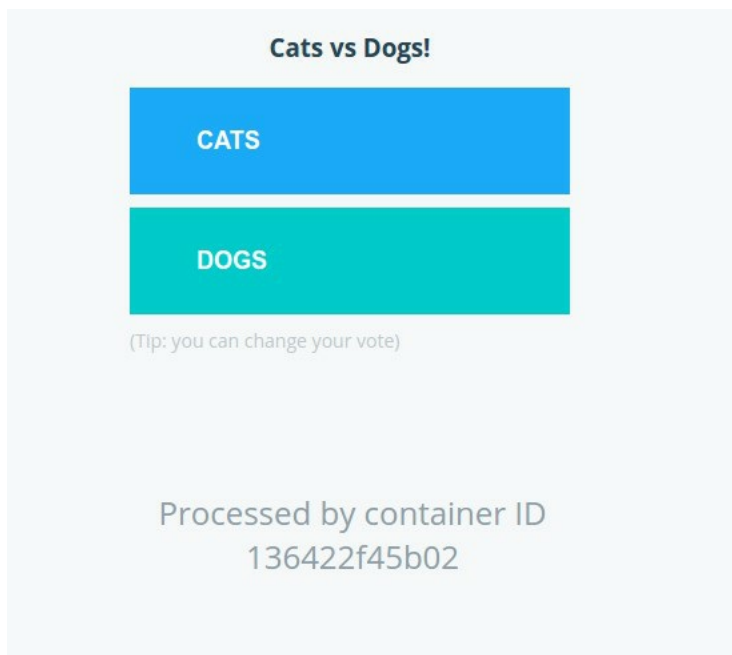 Cats vs Dogs!
CATS
DOGS
(Tip: you can change your vote)
Processed by container ID
136422f45b02